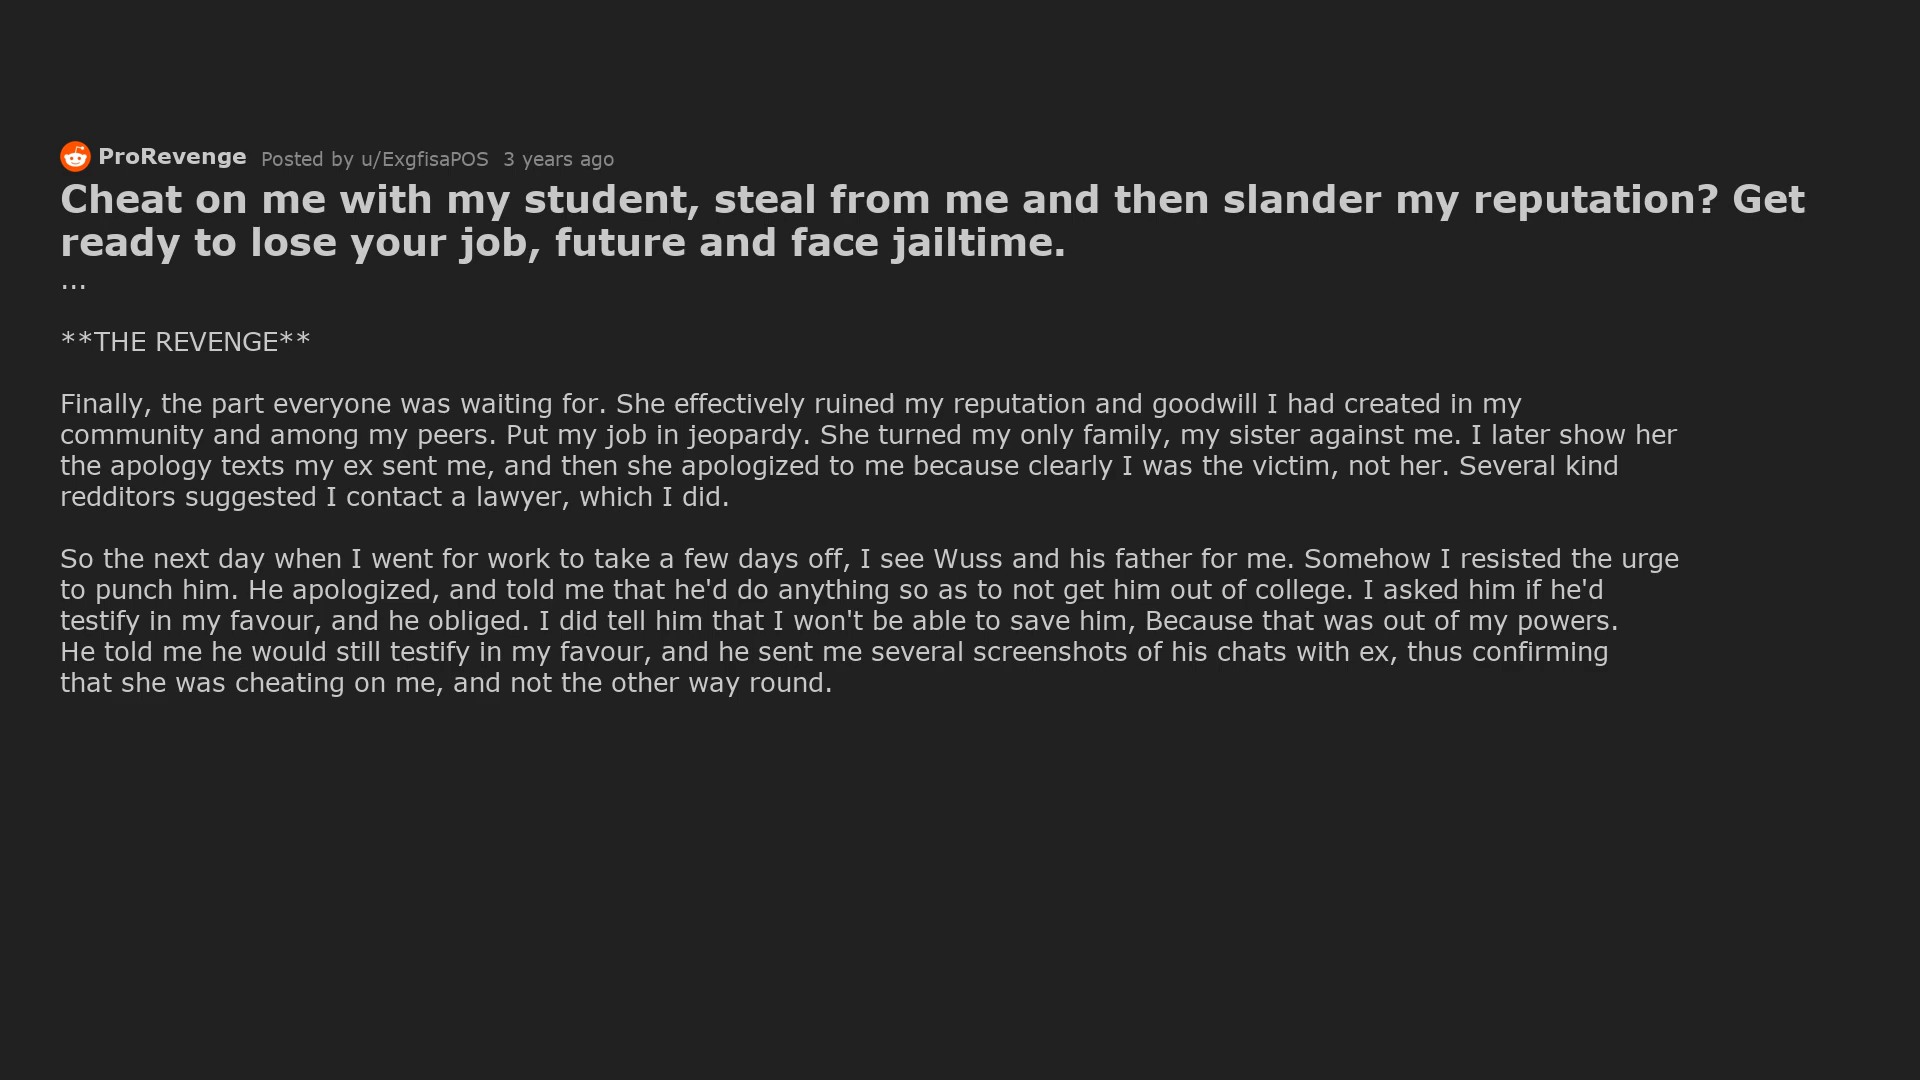 ProRevenge Posted by u/ExgfisaPOS 3 years ago
Cheat on me with my student, steal from me and then slander my reputation? Get
ready to lose your job, future and face jailtime.
...
**THE REVENGE**
Finally, the part everyone was waiting for. She effectively ruined my reputation and goodwill I had created in my
community and among my peers. Put my job in jeopardy. She turned my only family, my sister against me. I later show her
the apology texts my ex sent me, and then she apologized to me because clearly I was the victim, not her. Several kind
redditors suggested I contact a lawyer, which I did.
So the next day when I went for work to take a few days off, I see Wuss and his father for me. Somehow I resisted the urge
to punch him. He apologized, and told me that he'd do anything so as to not get him out of college. I asked him if he'd
testify in my favour, and he obliged. I did tell him that I won't be able to save him, Because that was out of my powers.
He told me he would still testify in my favour, and he sent me several screenshots of his chats with ex, thus confirming
that she was cheating on me, and not the other way round.